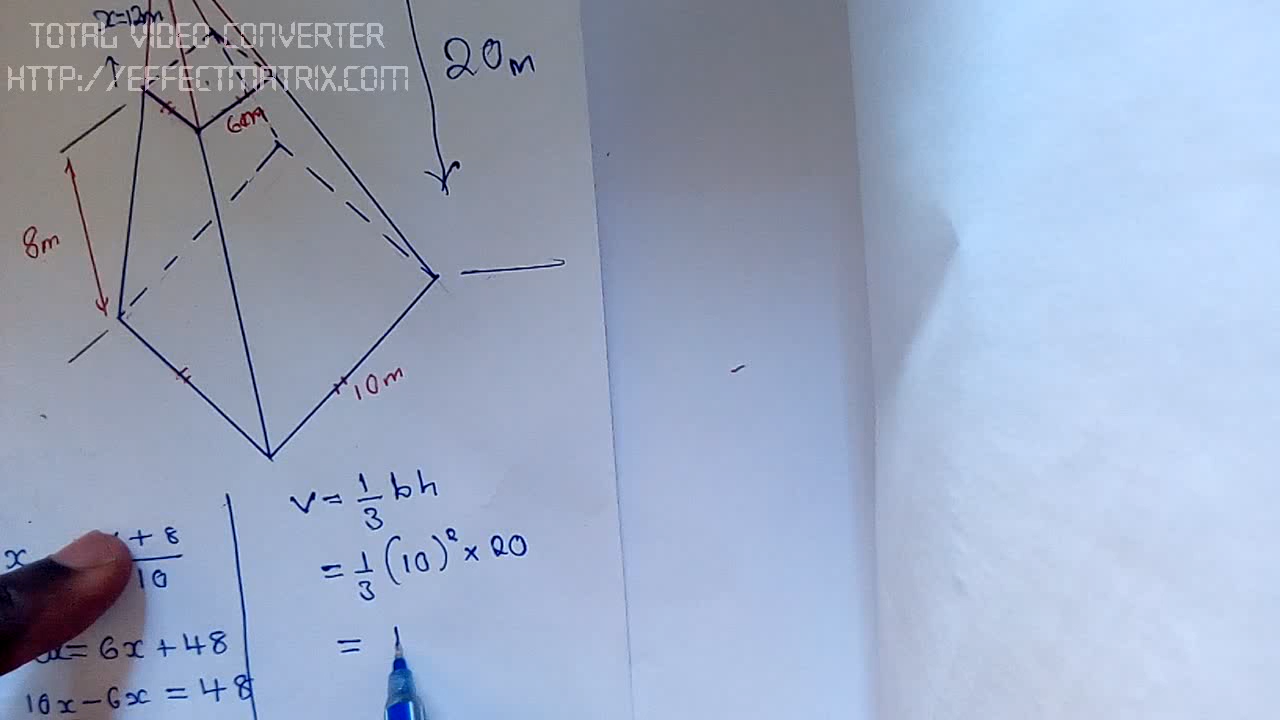 x=12m
TOTAL VIDEO CONVERTER
HTTP://EFFECTMATRIX.COM
20m
6m
8m
10m
V = 1/3 bh
x + 8
10
= 1/3 (10)² × 20
= 6x + 48
= 1
10x - 6x = 48